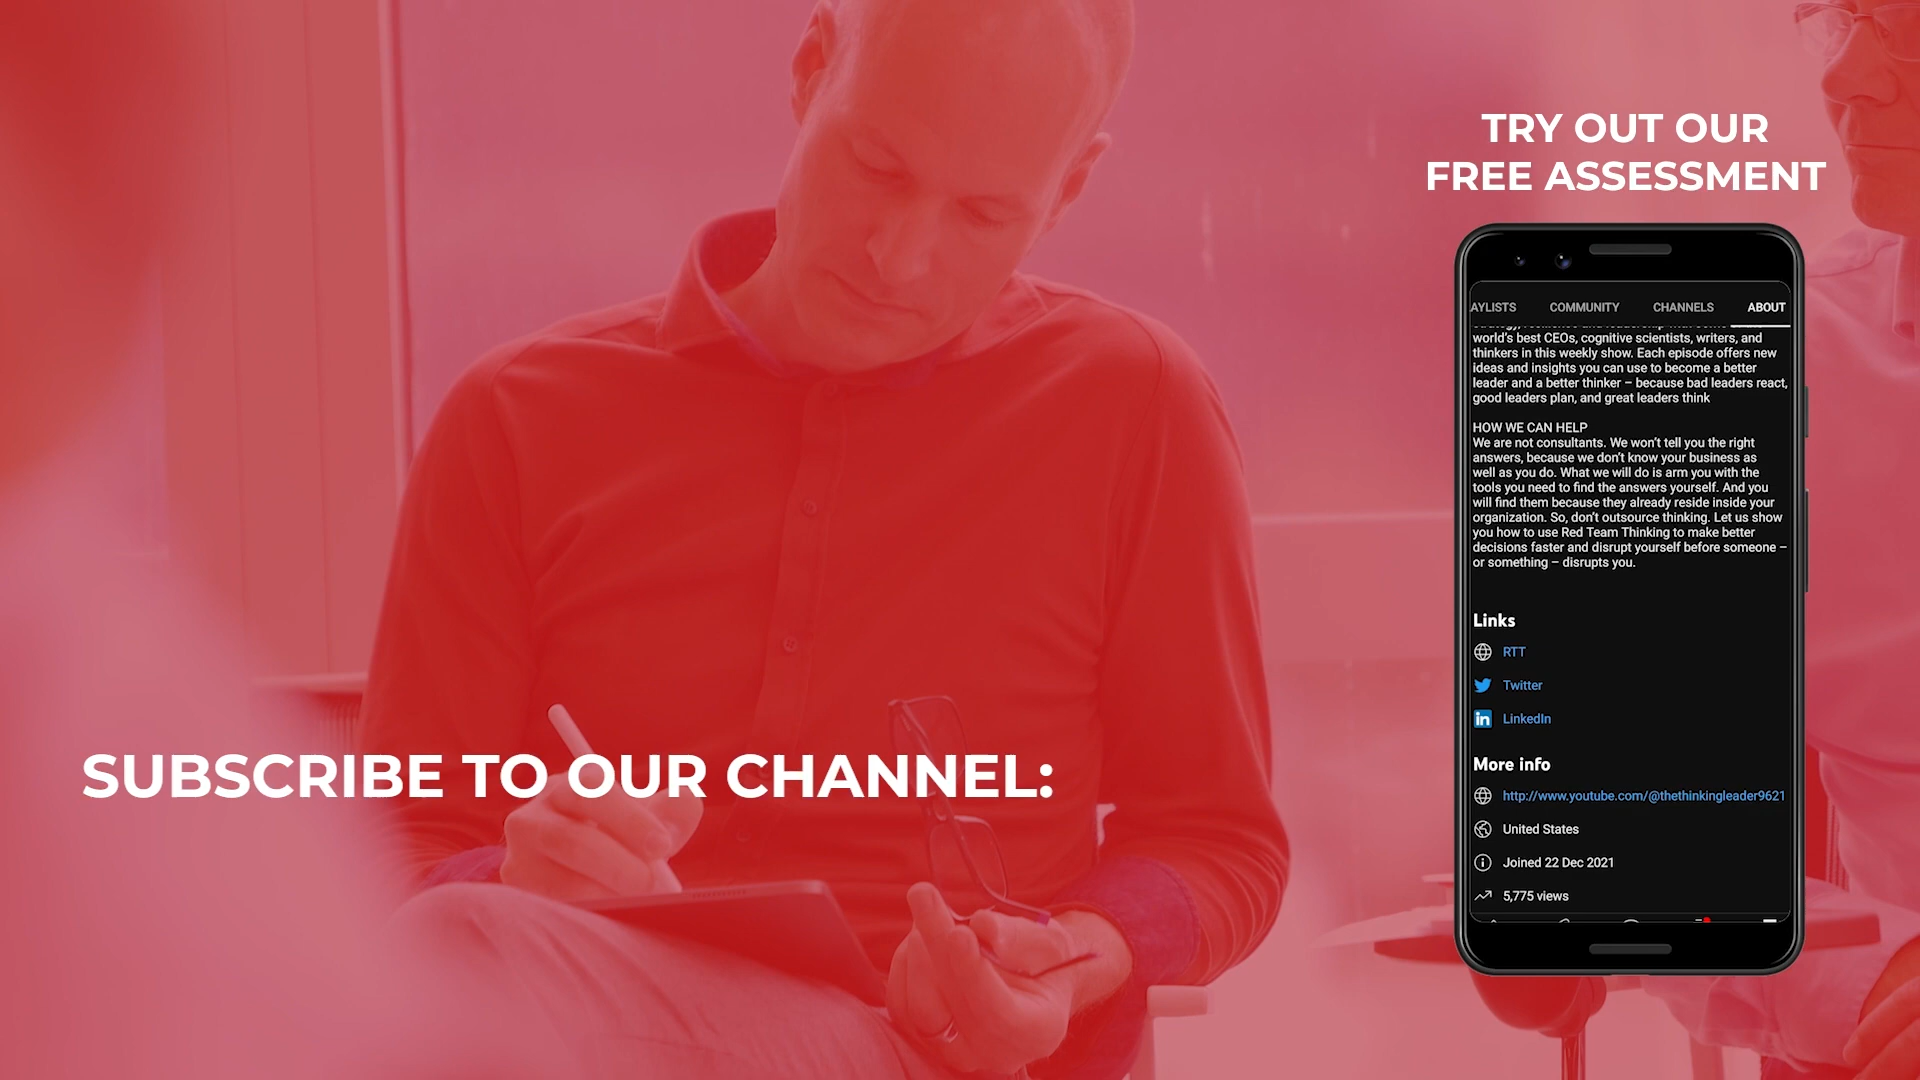 TRY OUT OUR
FREE ASSESSMENT
AYLISTS COMMUNITY CHANNELS ABOUT
world's best CEOs, cognitive scientists, writers, and
thinkers in this weekly show. Each episode offers new
ideas and insights you can use to become a better
leader and a better thinker – because bad leaders react,
good leaders plan, and great leaders think
HOW WE CAN HELP
We are not consultants. We won't tell you the right
answers, because we don't know your business as
well as you do. What we will do is arm you with the
tools you need to find the answers yourself. And you
will find them because they already reside inside your
organization. So, don't outsource thinking. Let us show
you how to use Red Team Thinking to make better
decisions faster and disrupt yourself before someone –
or something – disrupts you.
Links
RTT
Twitter
LinkedIn
More info
http://www.youtube.com/@thethinkingleader9621
United States
Joined 22 Dec 2021
5,775 views
SUBSCRIBE TO OUR CHANNEL: